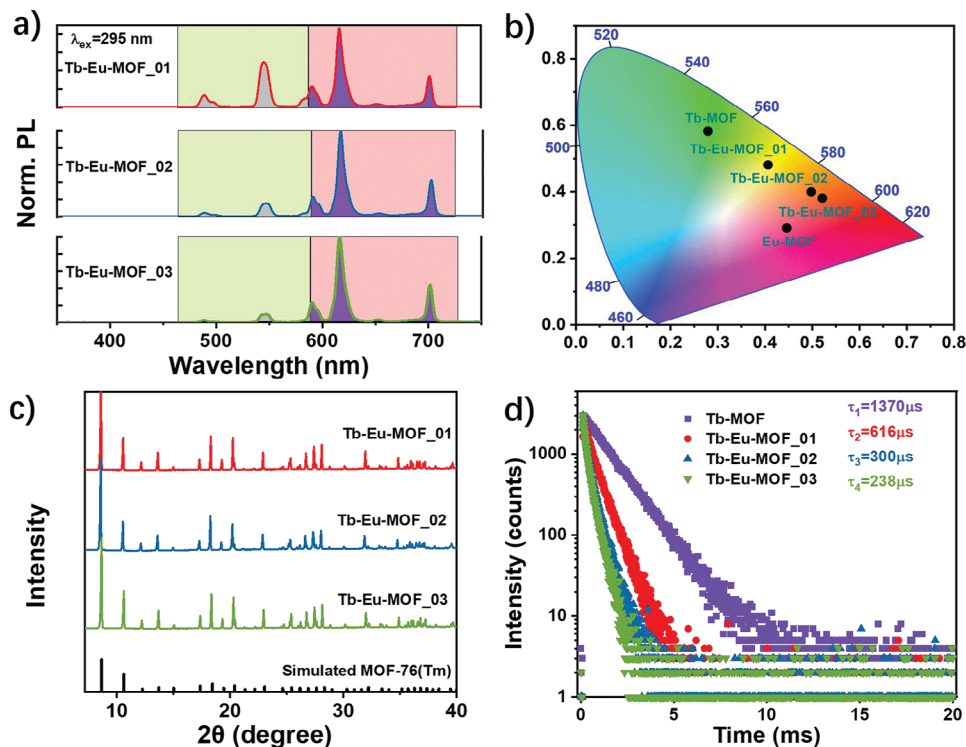 a)
λex=295 nm
Tb-Eu-MOF_01
Tb-Eu-MOF_02
Tb-Eu-MOF_03
Norm. PL
400 500 600 700
Wavelength (nm)
b)
520
540
560
580
600
620
500
480
460
Tb-MOF
Tb-Eu-MOF_01
Tb-Eu-MOF_02
Tb-Eu-MOF_03
Eu-MOF
0.8
0.6
0.4
0.2
0.0
0.0 0.1 0.2 0.3 0.4 0.5 0.6 0.7 0.8
c)
Tb-Eu-MOF_01
Tb-Eu-MOF_02
Tb-Eu-MOF_03
Simulated MOF-76(Tm)
Intensity
10 20 30 40
2θ (degree)
d)
Tb-MOF
Tb-Eu-MOF_01
Tb-Eu-MOF_02
Tb-Eu-MOF_03
τ1=1370μs
τ2=616μs
τ3=300μs
τ4=238μs
Intensity (counts)
1000
100
10
1
0 5 10 15 20
Time (ms)